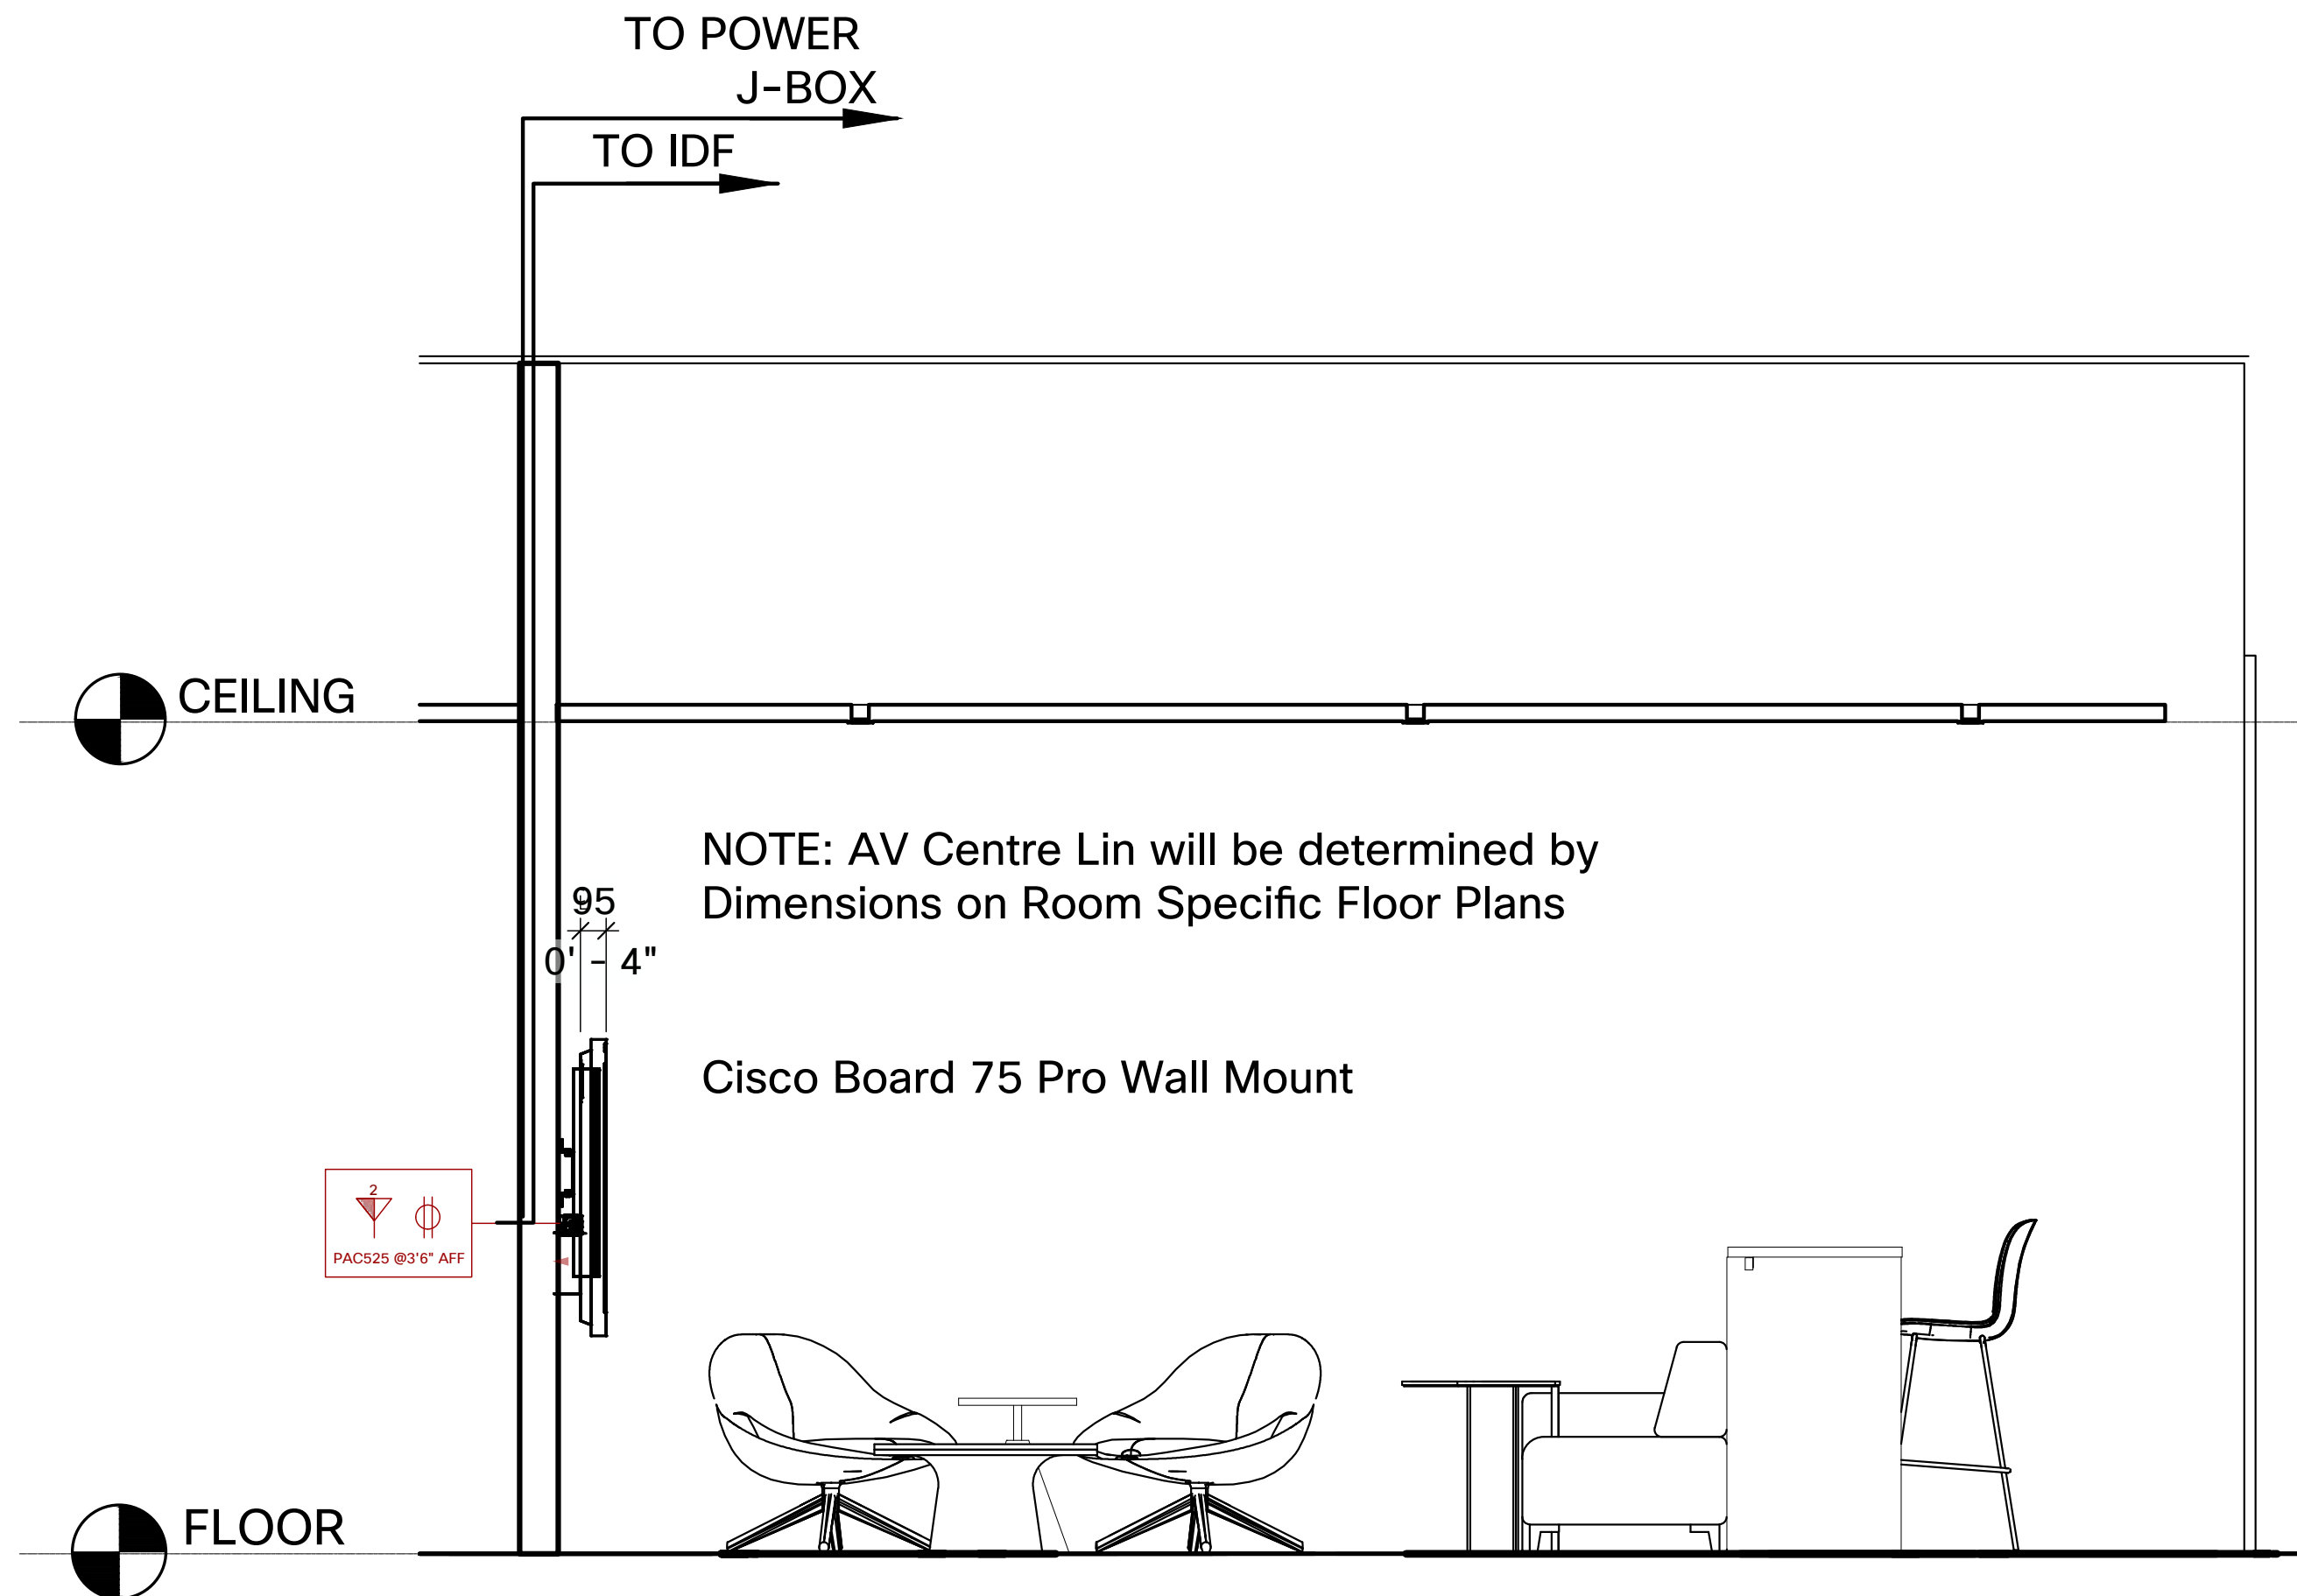 TO POWER
J-BOX
TO IDF
CEILING
NOTE: AV Centre Lin will be determined by
Dimensions on Room Specific Floor Plans
95
0' - 4"
Cisco Board 75 Pro Wall Mount
2
PAC525 @3'6" AFF
FLOOR